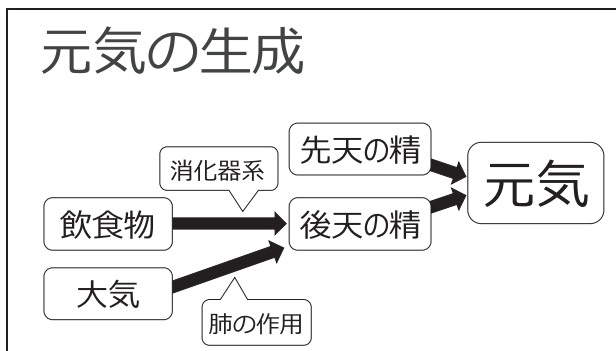 元気の生成
先天の精
元気
消化器系
飲食物
後天の精
大気
肺の作用